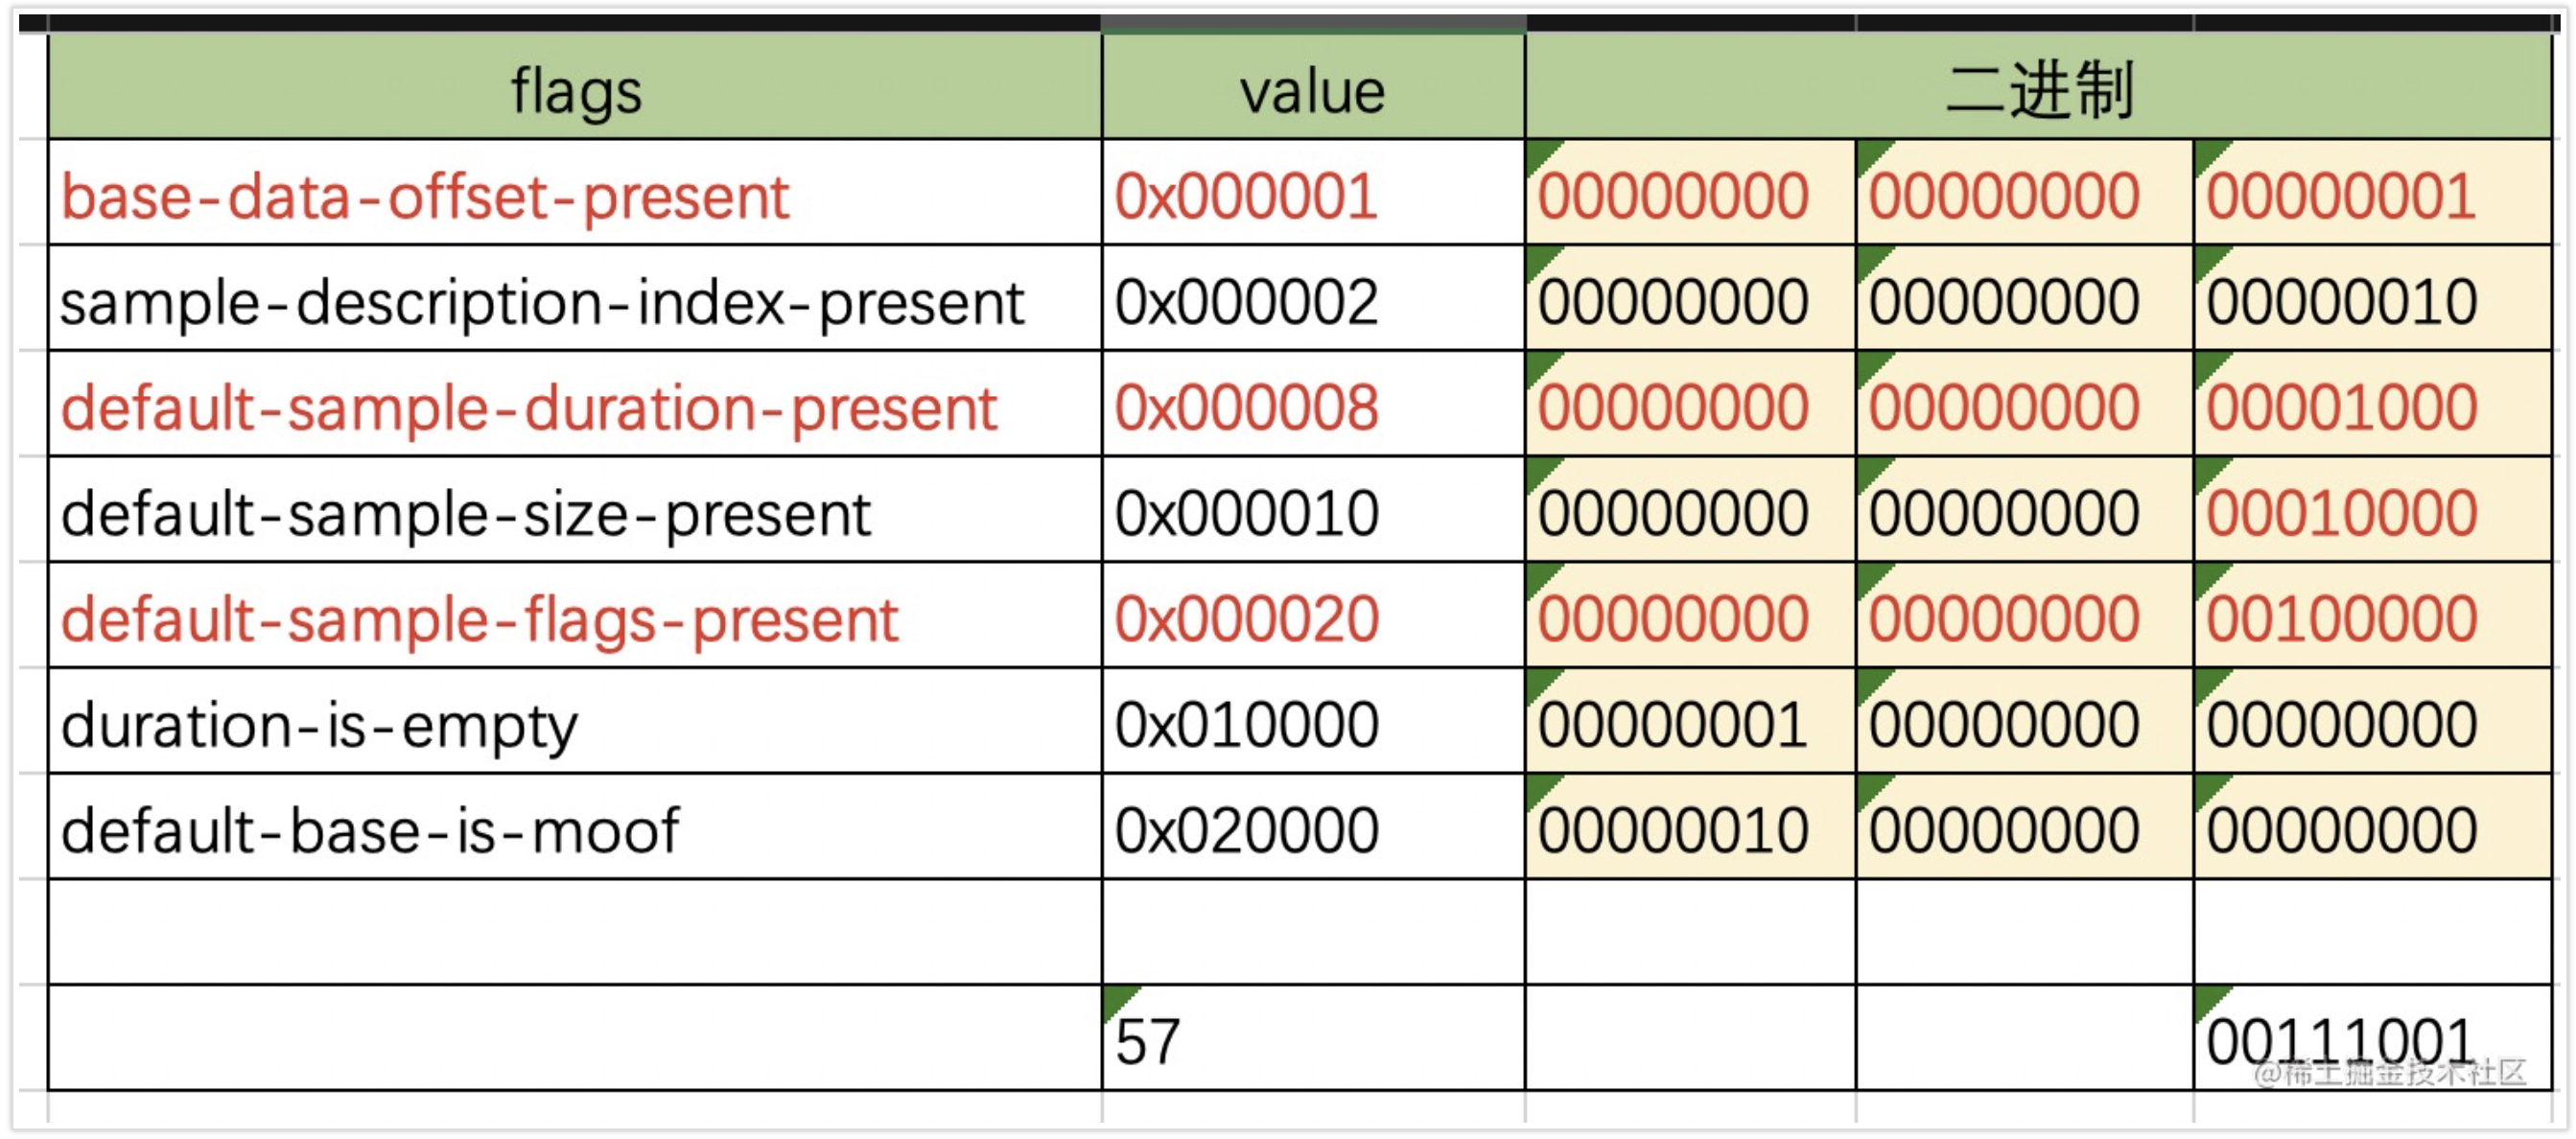 flags value 二进制
base-data-offset-present 0x000001 00000000 00000000 00000001
sample-description-index-present 0x000002 00000000 00000000 00000010
default-sample-duration-present 0x000008 00000000 00000000 00001000
default-sample-size-present 0x000010 00000000 00000000 00010000
default-sample-flags-present 0x000020 00000000 00000000 00100000
duration-is-empty 0x010000 00000001 00000000 00000000
default-base-is-moof 0x020000 00000010 00000000 00000000
57 00111001
@稀土掘金技术社区